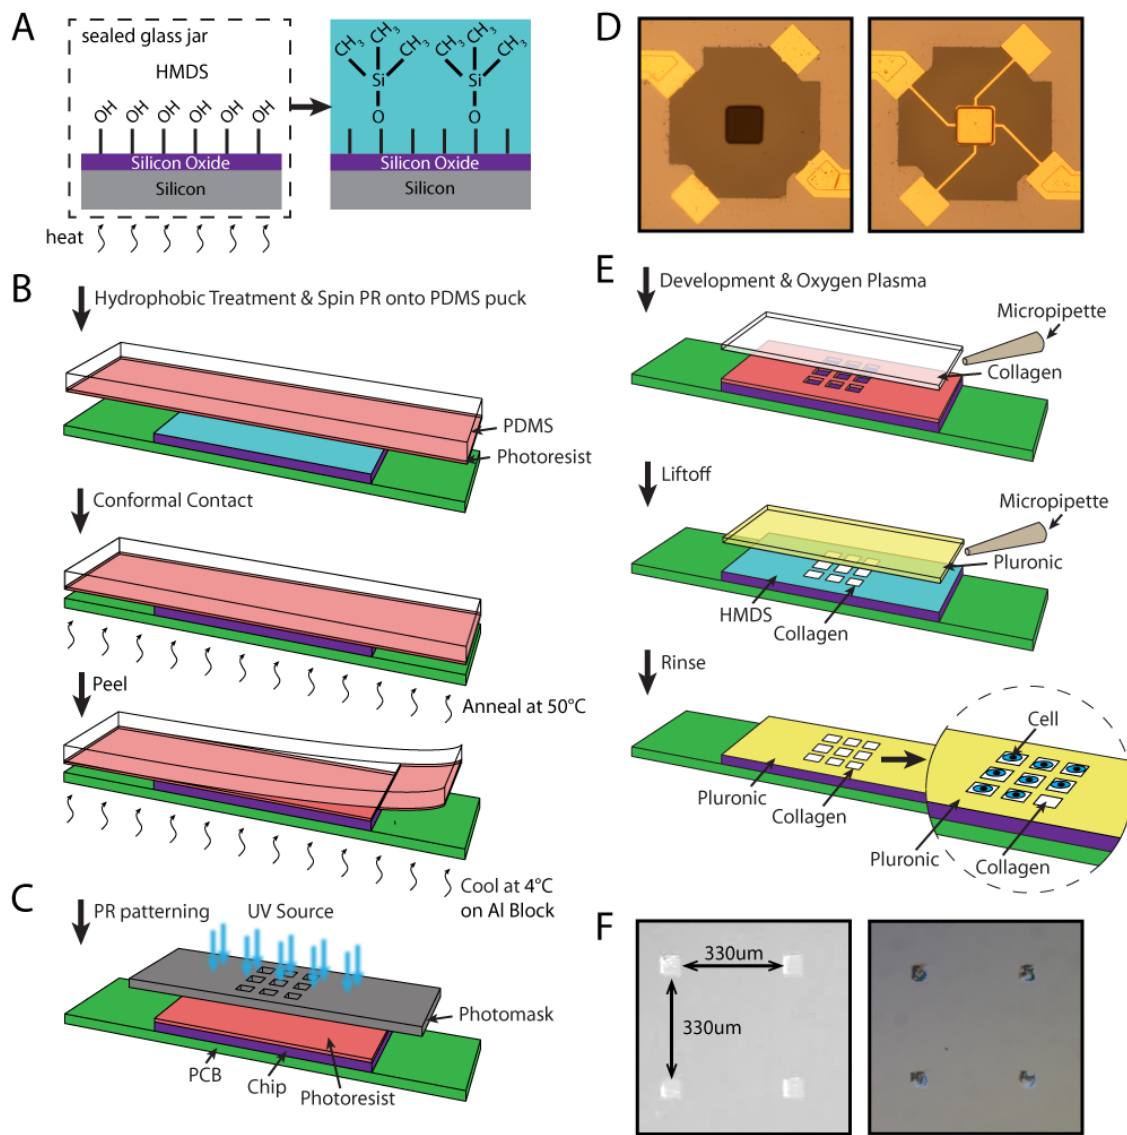 A
sealed glass jar
HMDS
OH OH OH OH OH OH
Silicon Oxide
Silicon
heat
CH3 CH3 CH3 CH3 CH3 CH3
Si Si
O O
Silicon Oxide
Silicon
B
Hydrophobic Treatment & Spin PR onto PDMS puck
PDMS
Photoresist
Conformal Contact
Anneal at 50°C
Peel
Cool at 4°C
on Al Block
C
PR patterning
UV Source
Photomask
PCB
Chip
Photoresist
D
E
Development & Oxygen Plasma
Micropipette
Collagen
Liftoff
Micropipette
Pluronic
HMDS
Collagen
Rinse
Cell
Pluronic
Collagen
Pluronic
Collagen
F
330um
330um